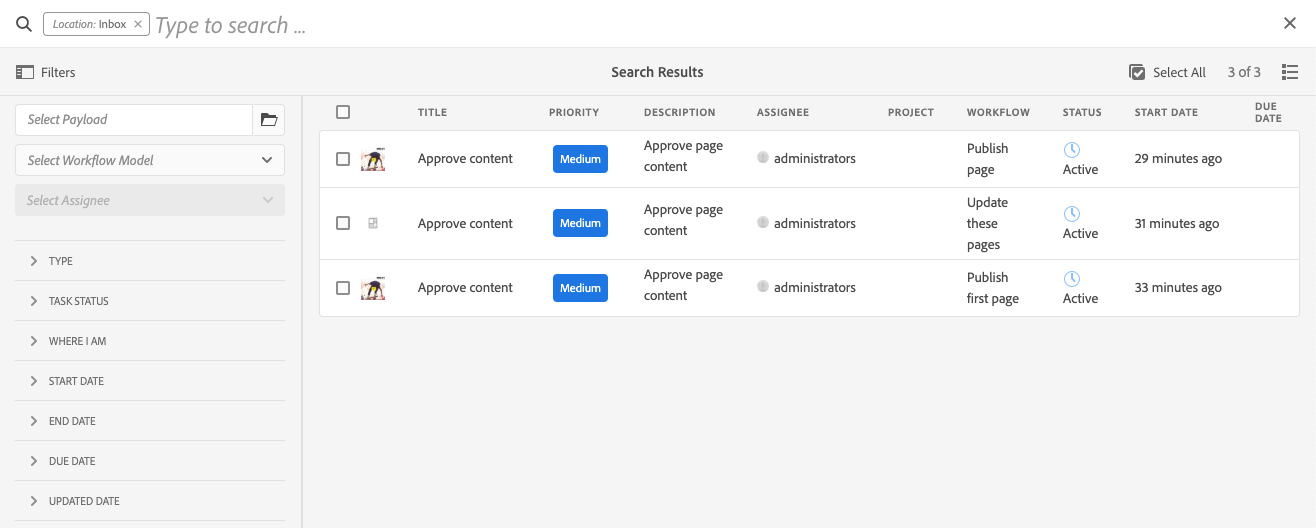 Location: Inbox ×
Type to search ...
Filters
Search Results
Select All
3 of 3
Select Payload
Select Workflow Model
Select Assignee
TYPE
TASK STATUS
WHERE I AM
START DATE
END DATE
DUE DATE
UPDATED DATE
TITLE PRIORITY DESCRIPTION ASSIGNEE PROJECT WORKFLOW STATUS START DATE DUE
DATE
Approve content Medium Approve page
content administrators Publish
page Active 29 minutes ago
Approve content Medium Approve page
content administrators Update
these
pages Active 31 minutes ago
Approve content Medium Approve page
content administrators Publish
first page Active 33 minutes ago